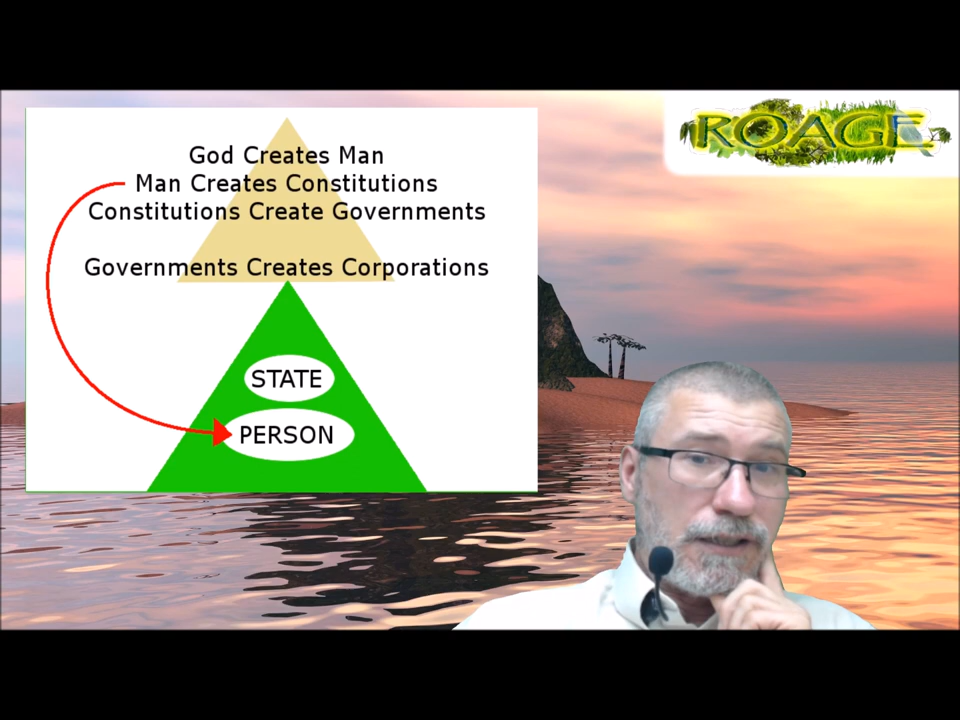 ROAGE
God Creates Man
Man Creates Constitutions
Constitutions Create Governments
Governments Creates Corporations
STATE
PERSON